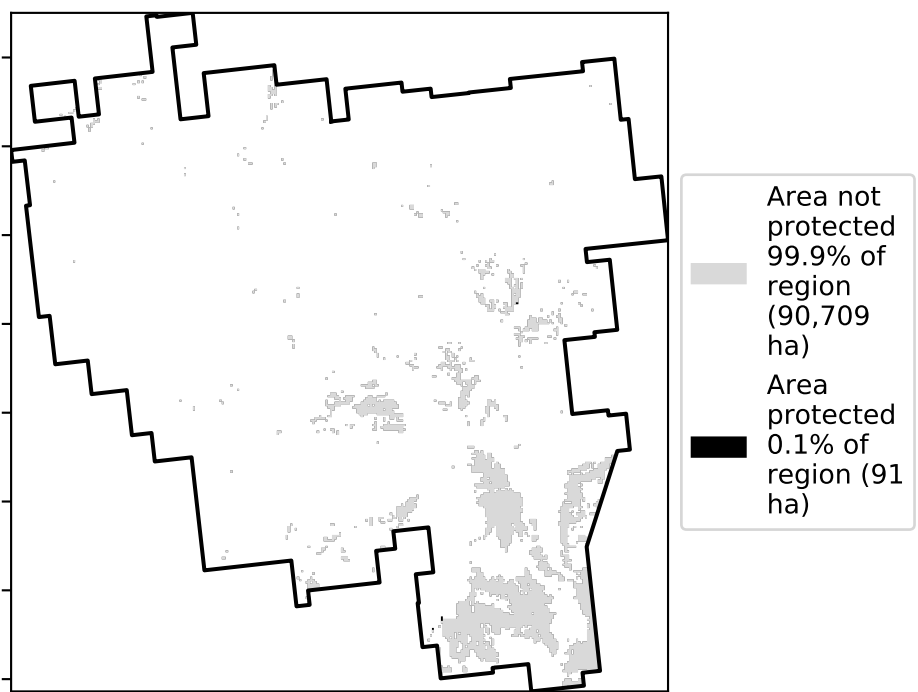 Area not
protected
99.9% of
region
(90,709
ha)
Area
protected
0.1% of
region (91
ha)